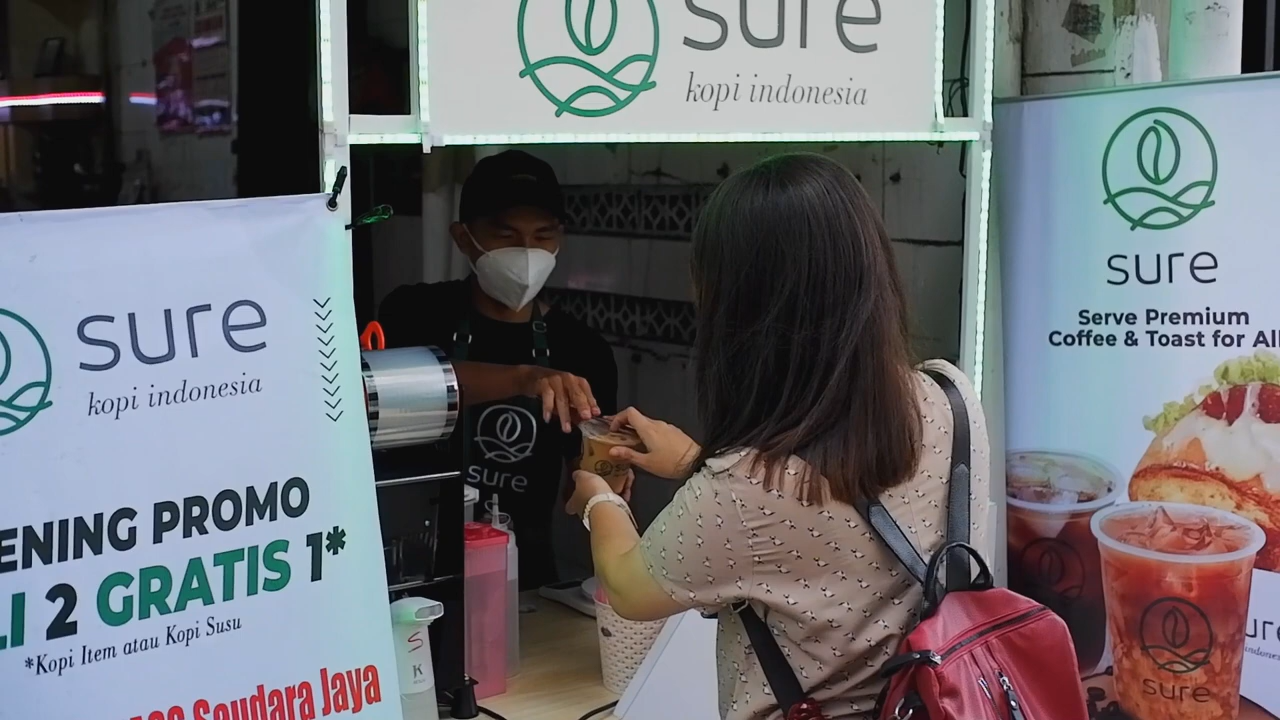 sure
kopi indonesia
sure
kopi indonesia
ENING PROMO
LI 2 GRATIS 1*
*Kopi Item atau Kopi Susu
Soudara Jaya
sure
sure
Serve Premium
Coffee & Toast for All
sure
S
K